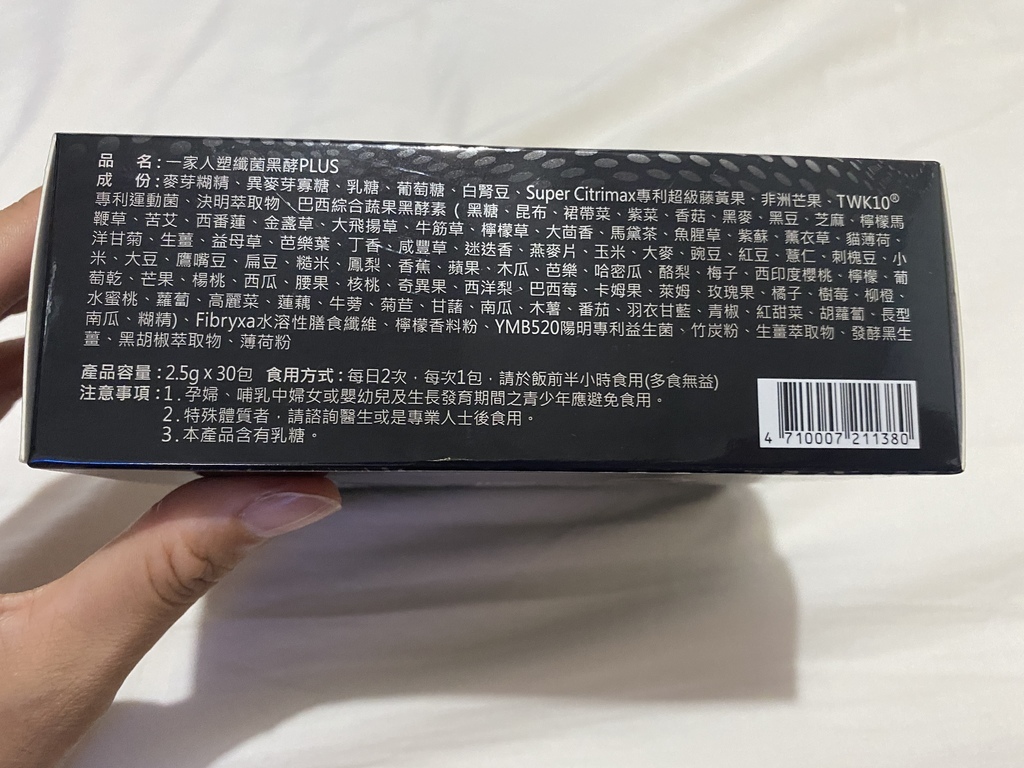 品　名：一家人塑纖菌黑酵PLUS
成　份：麥芽糊精、異麥芽寡糖、乳糖、葡萄糖、白腎豆、Super Citrimax專利超級藤黃果、非洲芒果、TWK10®
專利運動菌、決明萃取物、巴西綜合蔬果黑酵素（黑糖、昆布、裙帶菜、紫菜、香菇、黑麥、黑豆、芝麻、檸檬馬
鞭草、苦艾、西番蓮、金盞草、大飛揚草、牛筋草、檸檬草、大茴香、馬黛茶、魚腥草、紫蘇、薰衣草、貓薄荷、
洋甘菊、生薑、益母草、芭樂葉、丁香、咸豐草、迷迭香、燕麥片、玉米、大麥、豌豆、紅豆、薏仁、刺槐豆、小
米、大豆、鷹嘴豆、扁豆、糙米、鳳梨、香蕉、蘋果、木瓜、芭樂、哈密瓜、酪梨、梅子、西印度櫻桃、檸檬、葡
萄乾、芒果、楊桃、西瓜、腰果、核桃、奇異果、西洋梨、巴西莓、卡姆果、萊姆、玫瑰果、橘子、樹莓、柳橙、
水蜜桃、蘿蔔、高麗菜、蓮藕、牛蒡、菊苣、甘藷、南瓜、木薯、番茄、羽衣甘藍、青椒、紅甜菜、胡蘿蔔、長型
南瓜、糊精)、Fibryxa水溶性膳食纖維、檸檬香料粉、YMB520陽明專利益生菌、竹炭粉、生薑萃取物、發酵黑生
薑、黑胡椒萃取物、薄荷粉
產品容量：2.5g x 30包　食用方式：每日2次，每次1包，請於飯前半小時食用(多食無益)
注意事項：1. 孕婦、哺乳中婦女或嬰幼兒及生長發育期間之青少年應避免食用。
2. 特殊體質者，請諮詢醫生或是專業人士後食用。
3. 本產品含有乳糖。
4 710007 211380